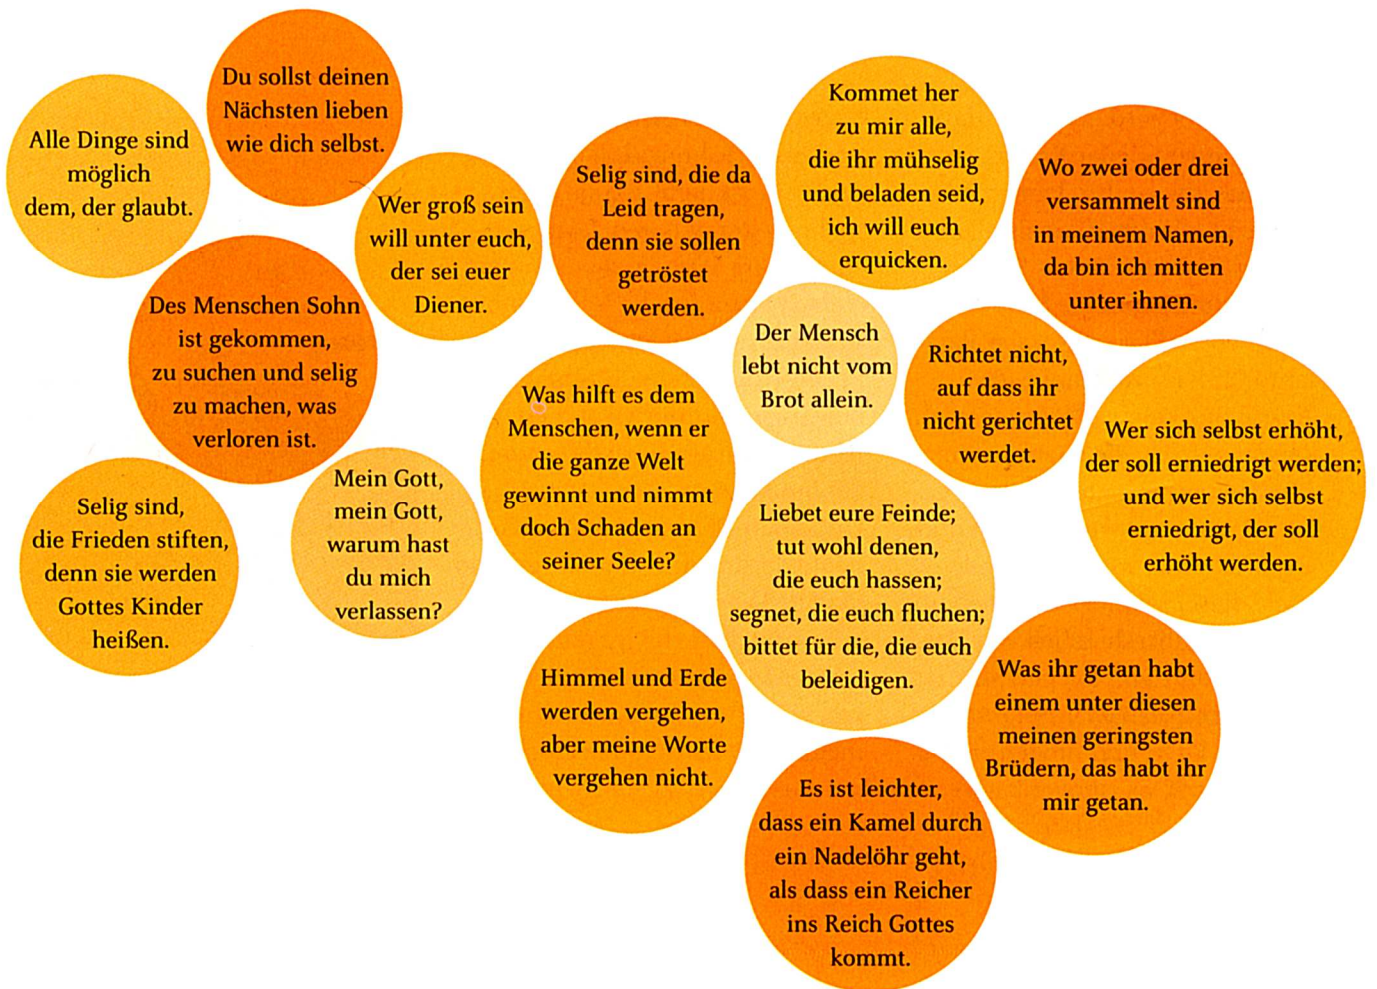 Alle Dinge sind
möglich
dem, der glaubt.
Du sollst deinen
Nächsten lieben
wie dich selbst.
Wer groß sein
will unter euch,
der sei euer
Diener.
Selig sind, die da
Leid tragen,
denn sie sollen
getröstet
werden.
Kommet her
zu mir alle,
die ihr mühselig
und beladen seid,
ich will euch
erquicken.
Wo zwei oder drei
versammelt sind
in meinem Namen,
da bin ich mitten
unter ihnen.
Des Menschen Sohn
ist gekommen,
zu suchen und selig
zu machen, was
verloren ist.
Was hilft es dem
Menschen, wenn er
die ganze Welt
gewinnt und nimmt
doch Schaden an
seiner Seele?
Der Mensch
lebt nicht vom
Brot allein.
Richtet nicht,
auf dass ihr
nicht gerichtet
werdet.
Wer sich selbst erhöht,
der soll erniedrigt werden;
und wer sich selbst
erniedrigt, der soll
erhöht werden.
Selig sind,
die Frieden stiften,
denn sie werden
Gottes Kinder
heißen.
Mein Gott,
mein Gott,
warum hast
du mich
verlassen?
Liebet eure Feinde;
tut wohl denen,
die euch hassen;
segnet, die euch fluchen;
bittet für die, die euch
beleidigen.
Himmel und Erde
werden vergehen,
aber meine Worte
vergehen nicht.
Was ihr getan habt
einem unter diesen
meinen geringsten
Brüdern, das habt ihr
mir getan.
Es ist leichter,
dass ein Kamel durch
ein Nadelöhr geht,
als dass ein Reicher
ins Reich Gottes
kommt.